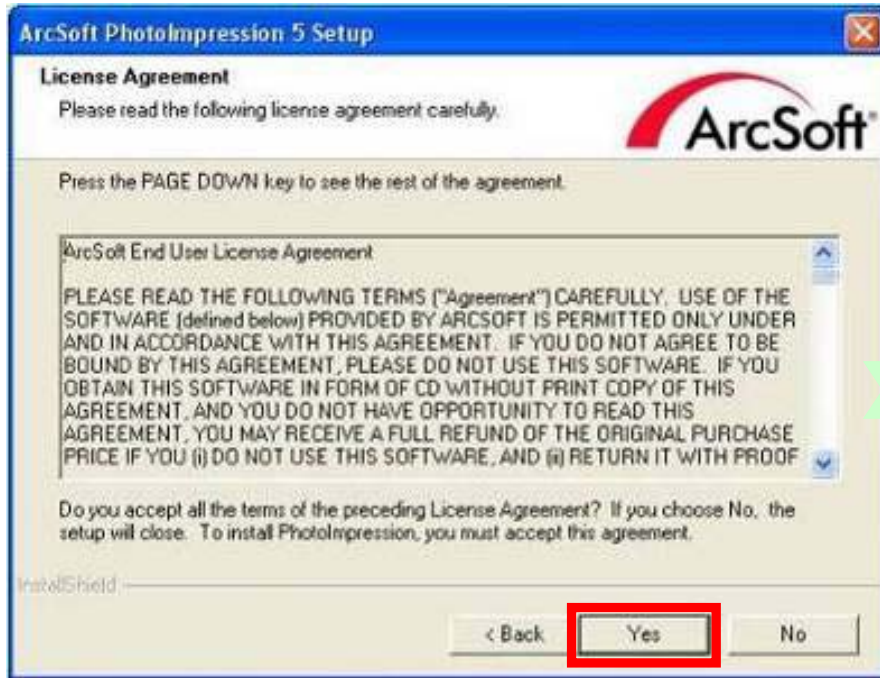 ArcSoft PhotoImpression 5 Setup
License Agreement
Please read the following license agreement carefully.
ArcSoft
Press the PAGE DOWN key to see the rest of the agreement.
ArcSoft End User License Agreement
PLEASE READ THE FOLLOWING TERMS ("Agreement") CAREFULLY. USE OF THE
SOFTWARE (defined below) PROVIDED BY ARCSOFT IS PERMITTED ONLY UNDER
AND IN ACCORDANCE WITH THIS AGREEMENT. IF YOU DO NOT AGREE TO BE
BOUND BY THIS AGREEMENT, PLEASE DO NOT USE THIS SOFTWARE. IF YOU
OBTAIN THIS SOFTWARE IN FORM OF CD WITHOUT PRINT COPY OF THIS
AGREEMENT, AND YOU DO NOT HAVE OPPORTUNITY TO READ THIS
AGREEMENT, YOU MAY RECEIVE A FULL REFUND OF THE ORIGINAL PURCHASE
PRICE IF YOU (i) DO NOT USE THIS SOFTWARE, AND (ii) RETURN IT WITH PROOF
Do you accept all the terms of the preceding License Agreement? If you choose No, the
setup will close. To install PhotoImpression, you must accept this agreement.
InstallShield
< Back Yes No